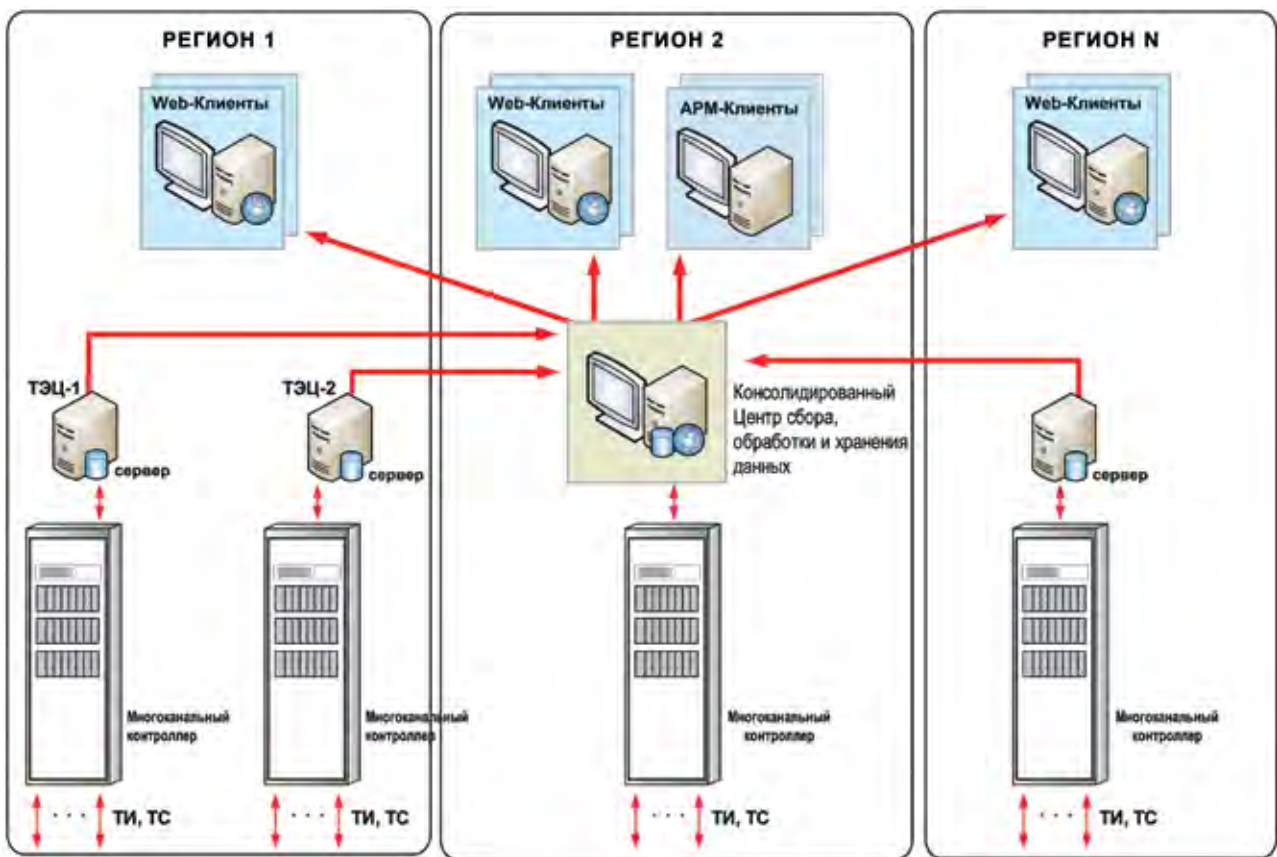 РЕГИОН 1
РЕГИОН 2
РЕГИОН N
Web-Клиенты
Web-Клиенты
АРМ-Клиенты
Web-Клиенты
ТЭЦ-1
ТЭЦ-2
Консолидированный
Центр сбора,
обработки и хранения
данных
сервер
сервер
сервер
Многоканальный
контроллер
Многоканальный
контроллер
Многоканальный
контроллер
Многоканальный
контроллер
ТИ, ТС
ТИ, ТС
ТИ, ТС
ТИ, ТС